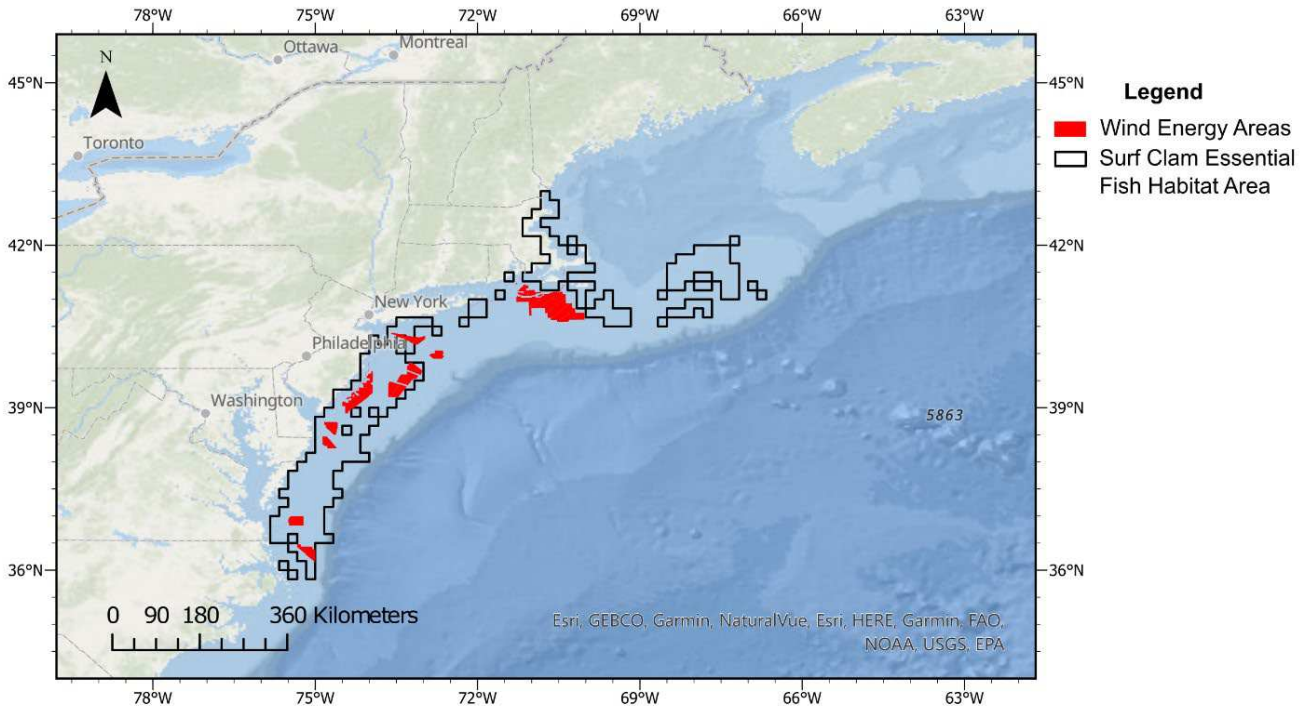 78°W 75°W 72°W 69°W 66°W 63°W
Ottawa
Montreal
N
45°N
45°N
Toronto
42°N
42°N
New York
Philadelphia
Washington
39°N
39°N
5863
36°N
36°N
0 90 180 360 Kilometers
Esri, GEBCO, Garmin, NaturalVue, Esri, HERE, Garmin, FAO,
NOAA, USGS, EPA
78°W 75°W 72°W 69°W 66°W 63°W
Legend
Wind Energy Areas
Surf Clam Essential
Fish Habitat Area